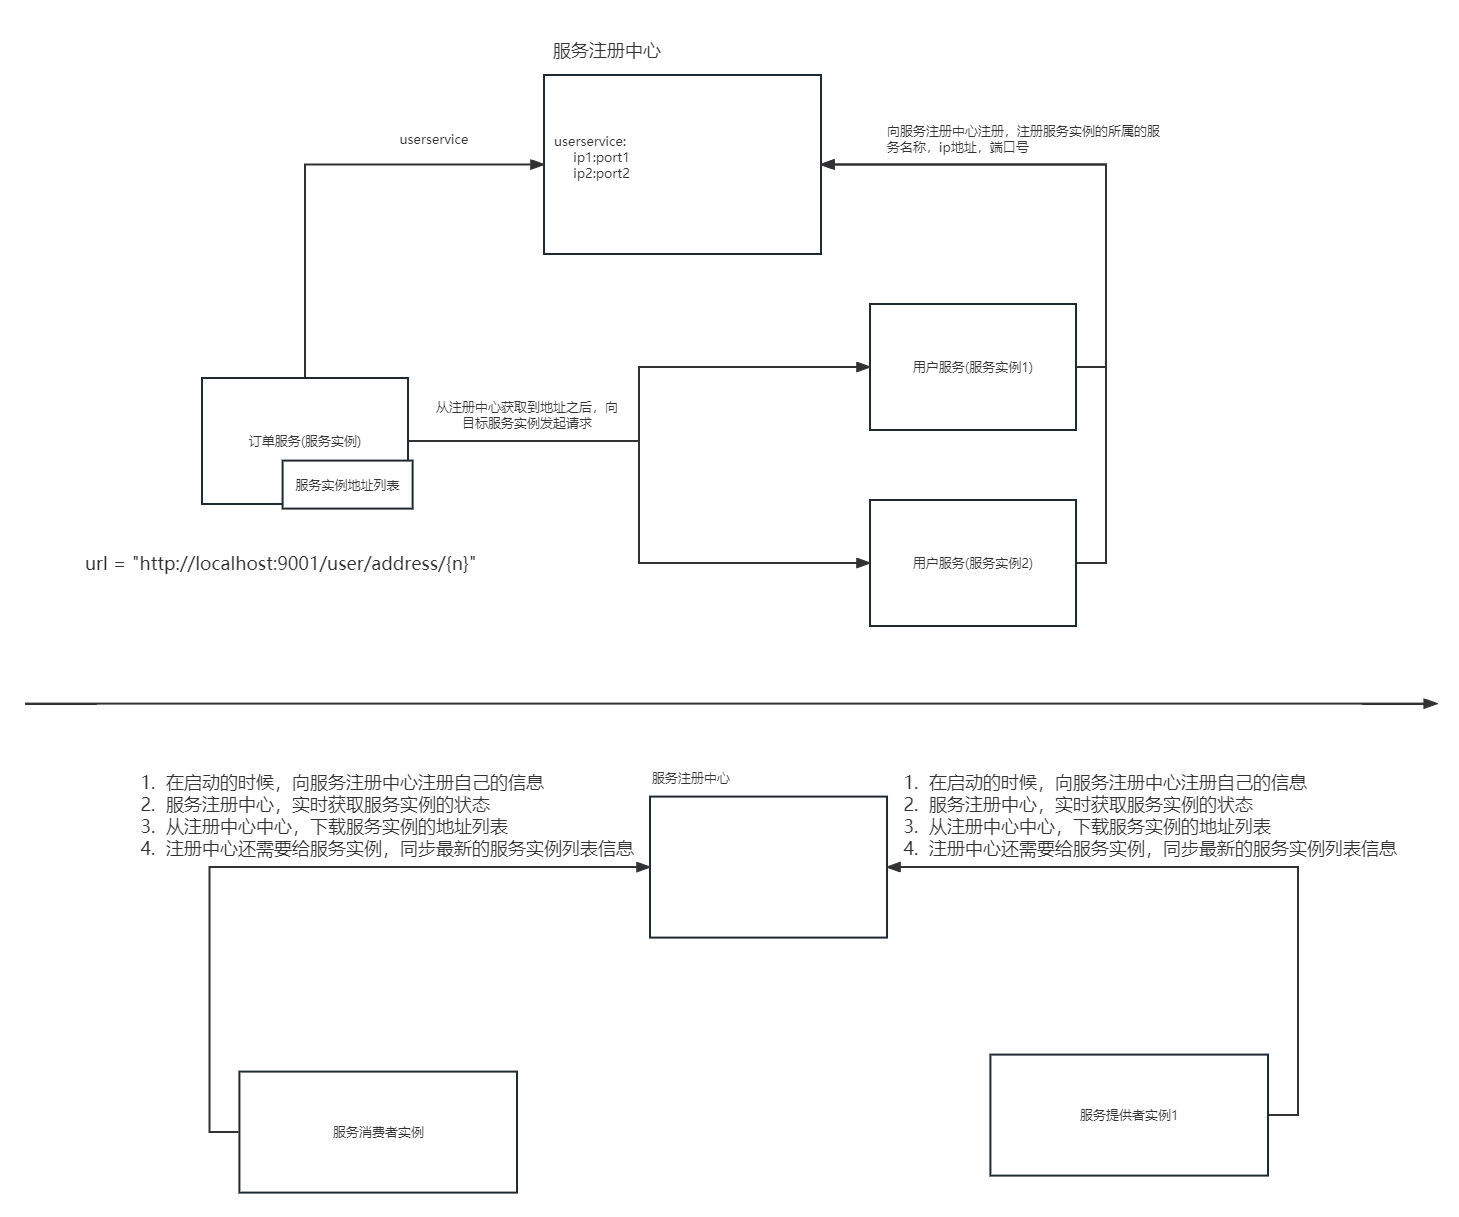 服务注册中心
userservice
userservice:
ip1:port1
ip2:port2
向服务注册中心注册，注册服务实例的所属的服
务名称，ip地址，端口号
用户服务(服务实例1)
从注册中心获取到地址之后，向
目标服务实例发起请求
订单服务(服务实例)
服务实例地址列表
url = "http://localhost:9001/user/address/{n}"
用户服务(服务实例2)
1. 在启动的时候，向服务注册中心注册自己的信息
2. 服务注册中心，实时获取服务实例的状态
3. 从注册中心中心，下载服务实例的地址列表
4. 注册中心还需要给服务实例，同步最新的服务实例列表信息
服务注册中心
1. 在启动的时候，向服务注册中心注册自己的信息
2. 服务注册中心，实时获取服务实例的状态
3. 从注册中心中心，下载服务实例的地址列表
4. 注册中心还需要给服务实例，同步最新的服务实例列表信息
服务消费者实例
服务提供者实例1